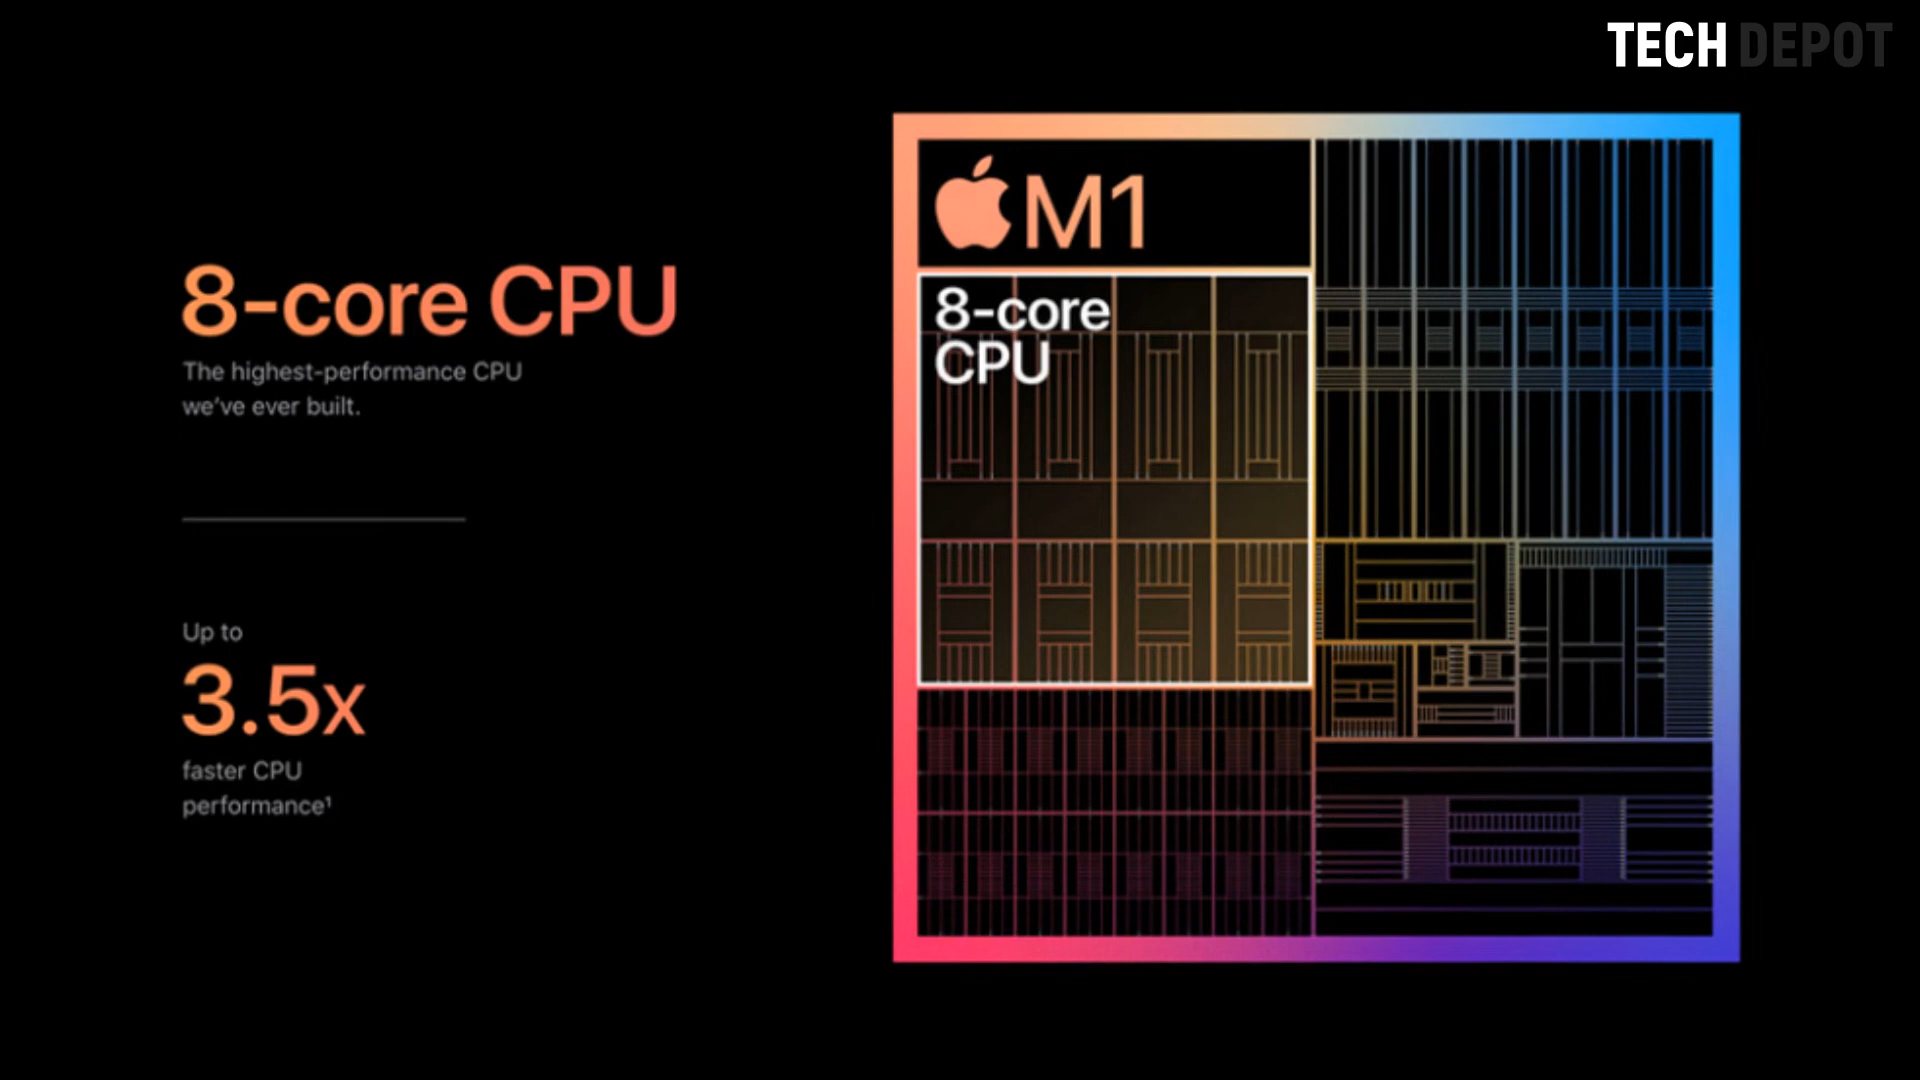 TECH DEPOT
8-core CPU
The highest-performance CPU
we’ve ever built.
Up to
3.5x
faster CPU
performance¹
M1
8-core
CPU